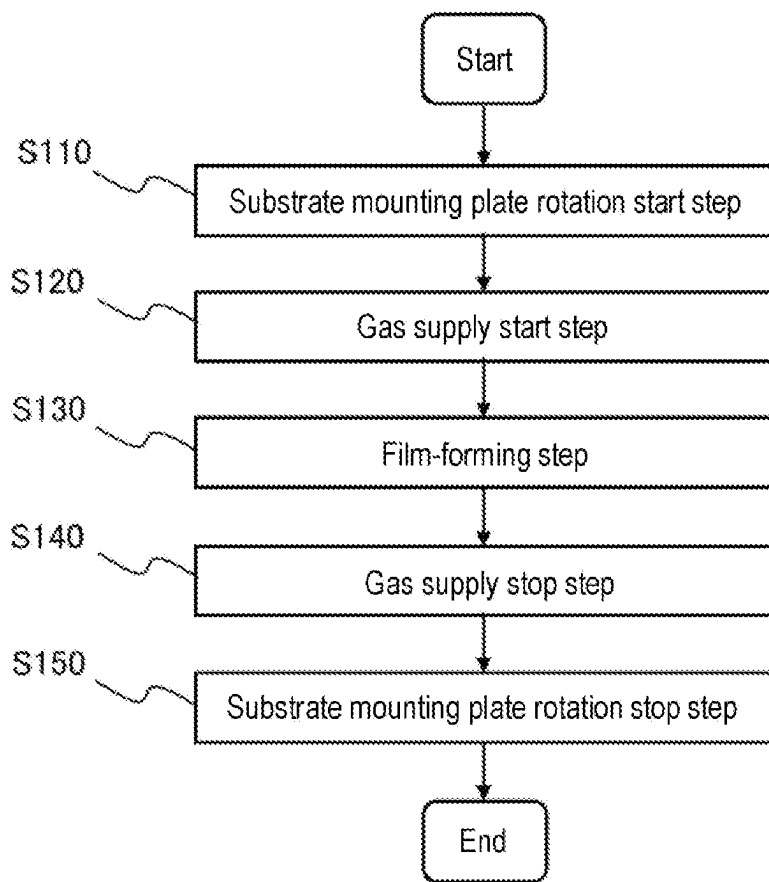 Start
S110
Substrate mounting plate rotation start step
S120
Gas supply start step
S130
Film-forming step
S140
Gas supply stop step
S150
Substrate mounting plate rotation stop step
End